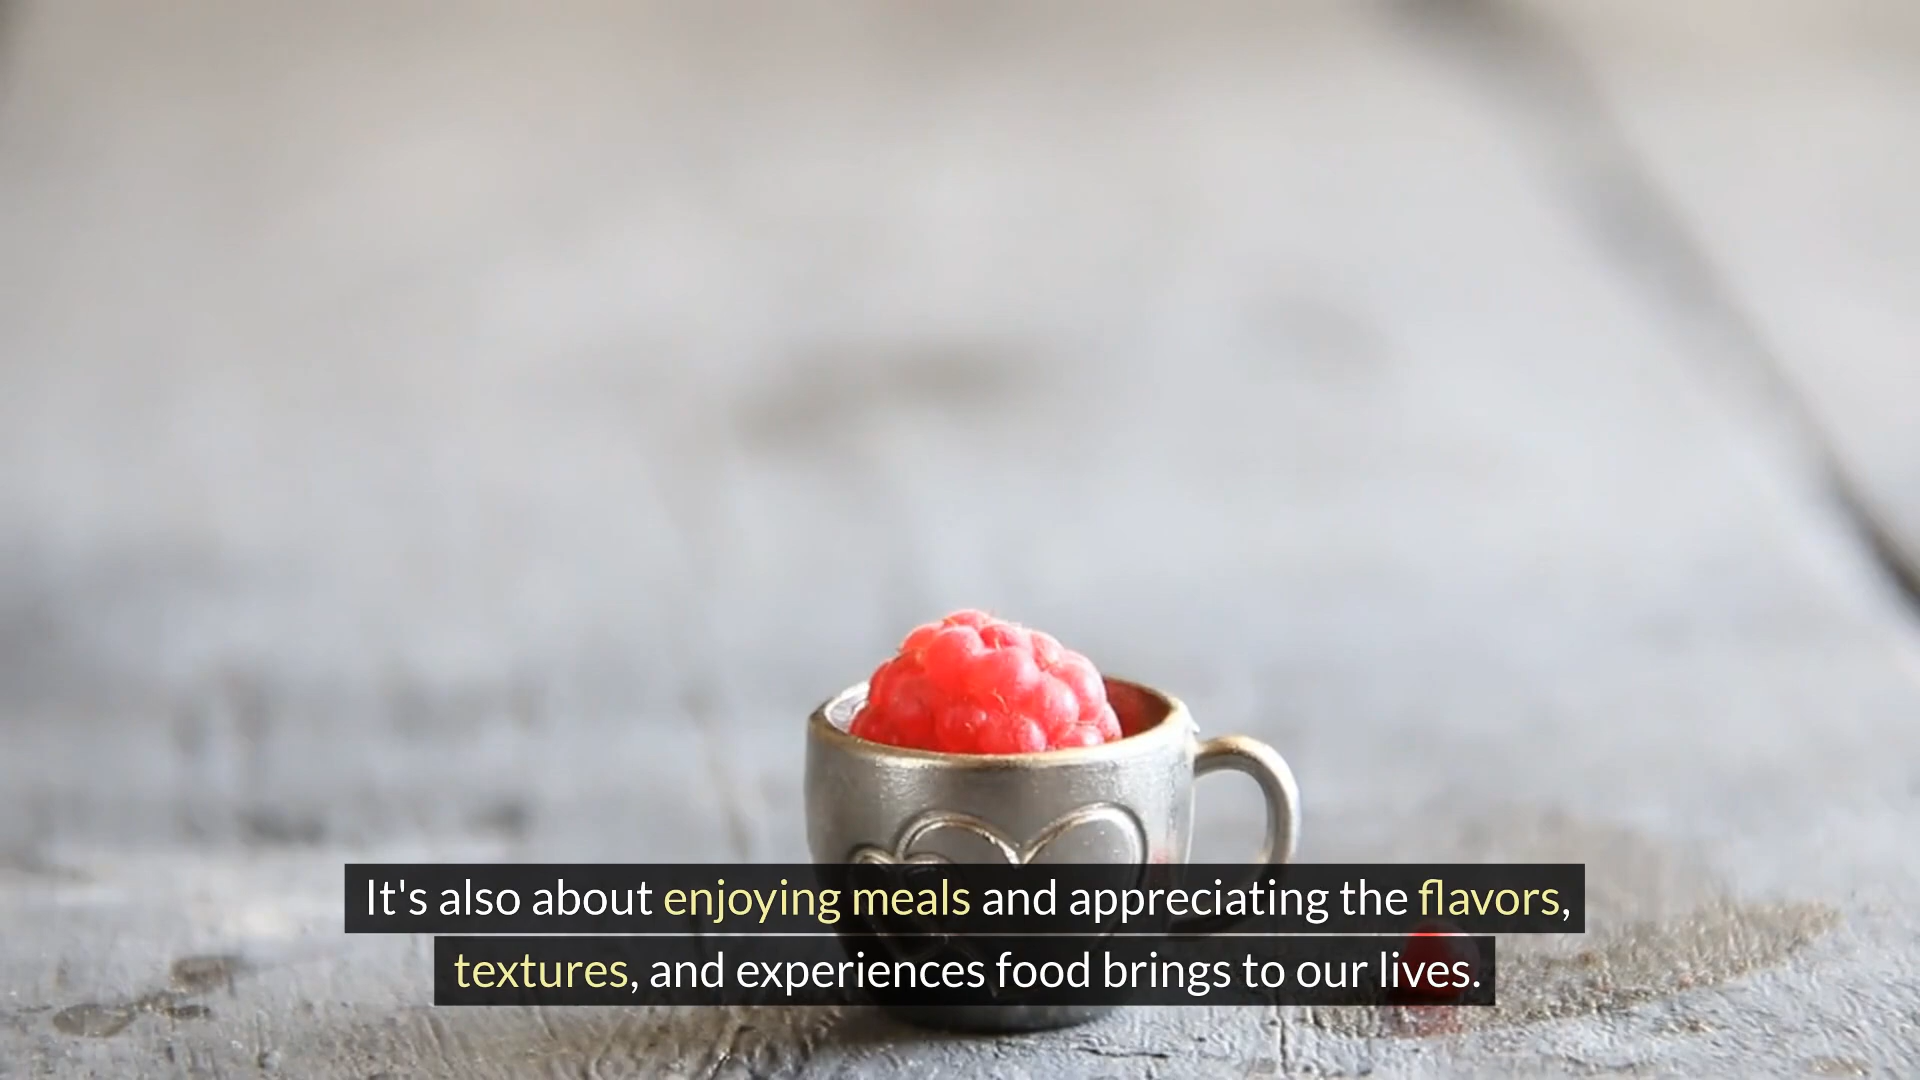 It's also about enjoying meals and appreciating the flavors,
textures, and experiences food brings to our lives.